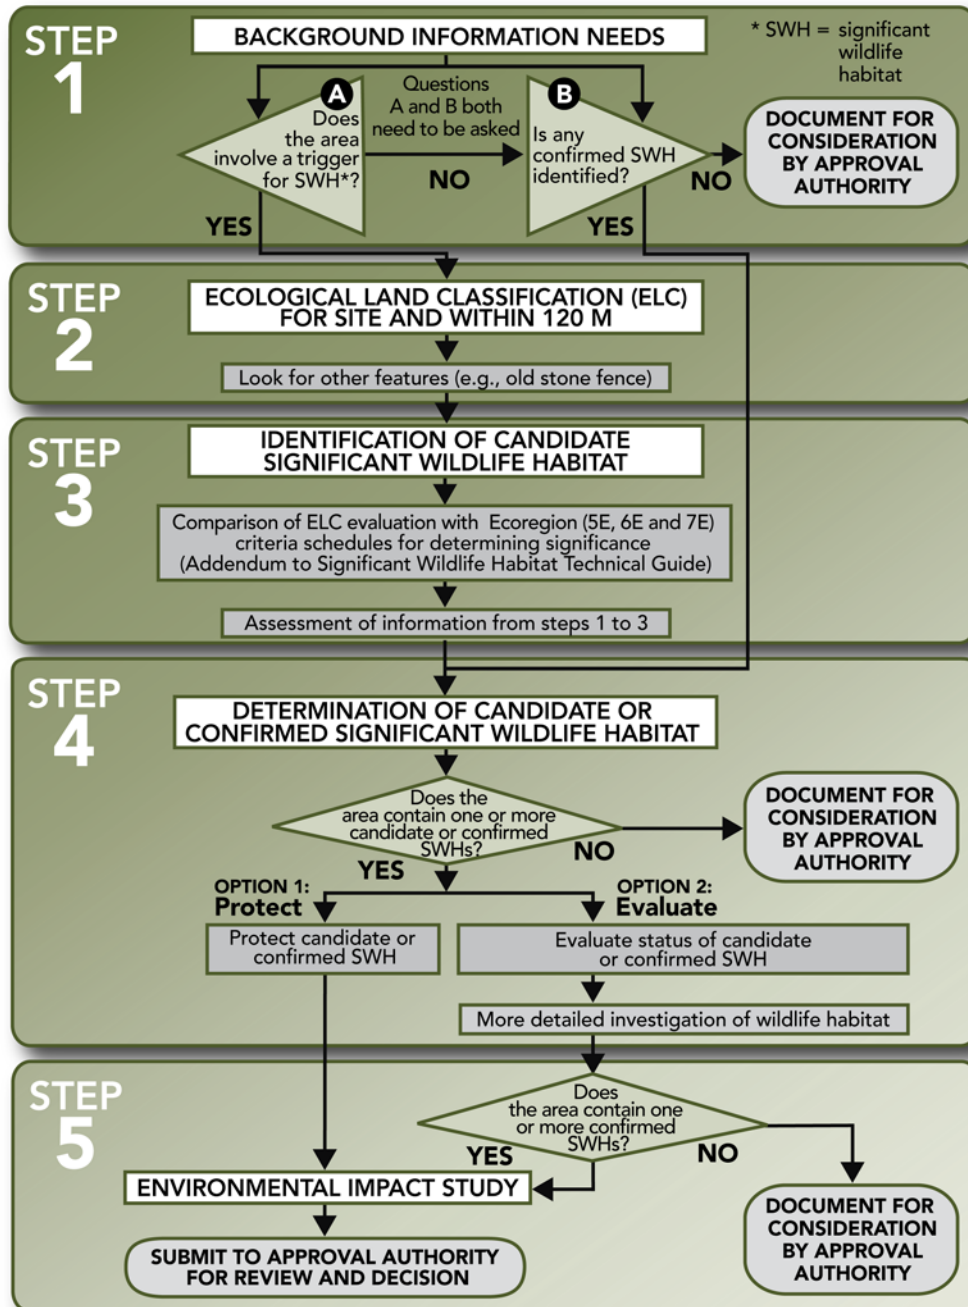 STEP
1
BACKGROUND INFORMATION NEEDS
* SWH = significant
wildlife
habitat
A
Does
the area
involve a trigger
for SWH*?
Questions
A and B both
need to be asked
NO
B
Is any
confirmed SWH
identified?
NO
DOCUMENT FOR
CONSIDERATION
BY APPROVAL
AUTHORITY
YES
YES
STEP
2
ECOLOGICAL LAND CLASSIFICATION (ELC)
FOR SITE AND WITHIN 120 M
Look for other features (e.g., old stone fence)
STEP
3
IDENTIFICATION OF CANDIDATE
SIGNIFICANT WILDLIFE HABITAT
Comparison of ELC evaluation with Ecoregion (5E, 6E and 7E)
criteria schedules for determining significance
(Addendum to Significant Wildlife Habitat Technical Guide)
Assessment of information from steps 1 to 3
STEP
4
DETERMINATION OF CANDIDATE OR
CONFIRMED SIGNIFICANT WILDLIFE HABITAT
Does the
area contain one or more
candidate or confirmed
SWHs?
YES
NO
DOCUMENT FOR
CONSIDERATION
BY APPROVAL
AUTHORITY
OPTION 1:
Protect
Protect candidate or
confirmed SWH
OPTION 2:
Evaluate
Evaluate status of candidate
or confirmed SWH
More detailed investigation of wildlife habitat
STEP
5
Does
the area contain one
or more confirmed
SWHs?
YES
NO
ENVIRONMENTAL IMPACT STUDY
SUBMIT TO APPROVAL AUTHORITY
FOR REVIEW AND DECISION
DOCUMENT FOR
CONSIDERATION
BY APPROVAL
AUTHORITY